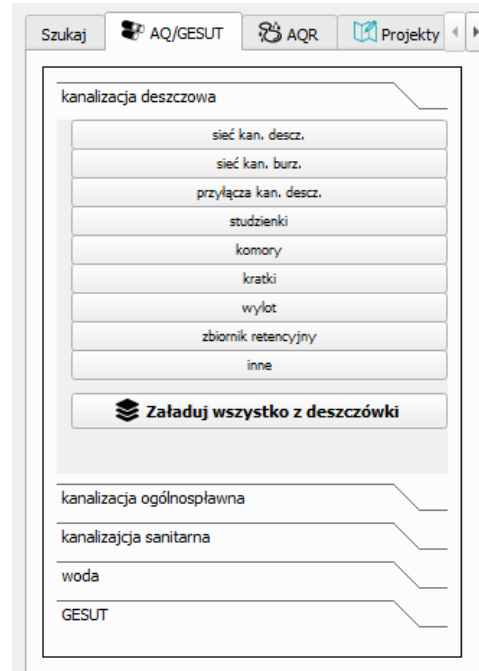 Szukaj AQ/GESUT AQR Projekty
kanalizacja deszczowa
sieć kan. descz.
sieć kan. burz.
przyłącza kan. descz.
studzienki
komory
kratki
wylot
zbiornik retencyjny
inne
Załaduj wszystko z deszczówki
kanalizacja ogólnospławna
kanalizajcja sanitarna
woda
GESUT